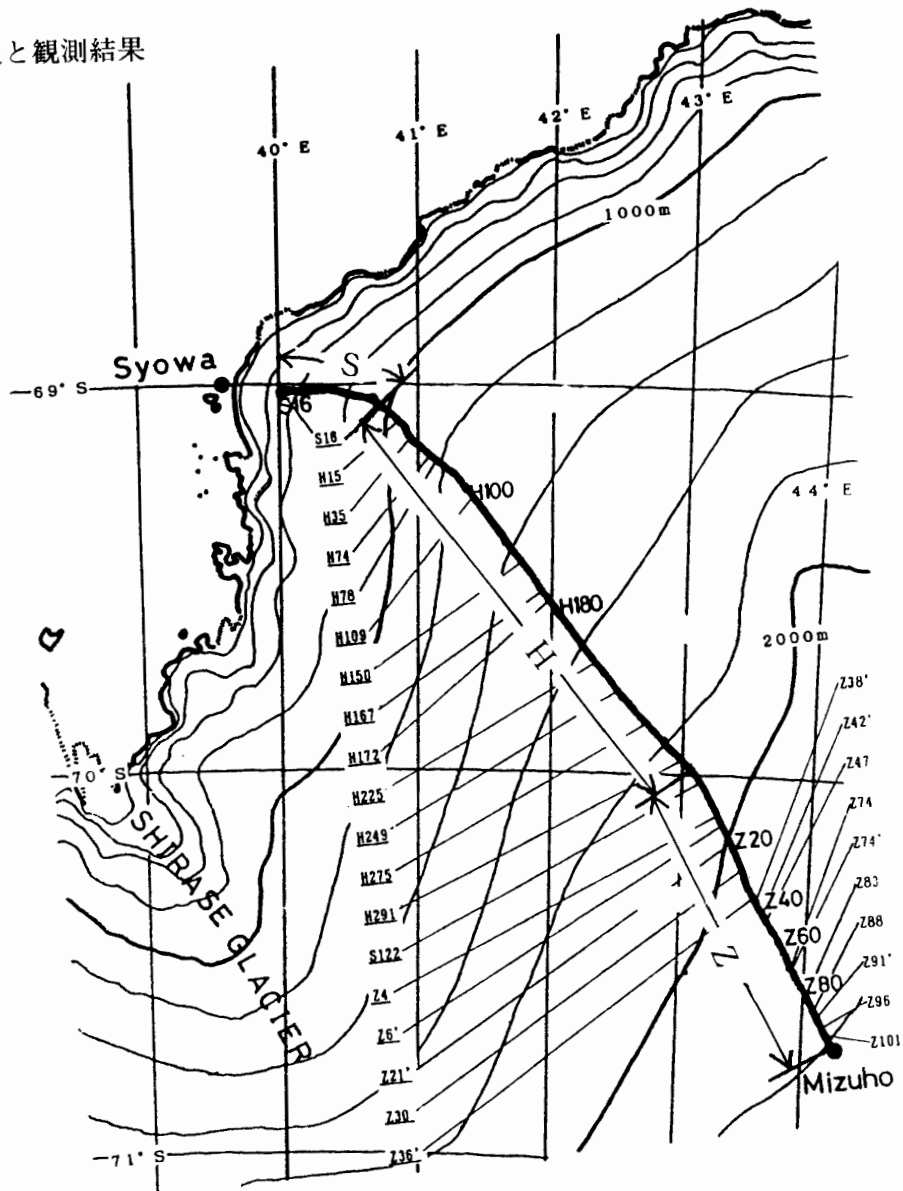 と観測結果
40° E
41° E
42° E
43° E
1000m
Syowa
S
69° S
S16
S18
H15
H100
44° E
H35
H74
H78
H180
H109
2000m
H
H150
Z38'
H167
Z42'
H172
Z47
70° S
H225
Z74
SHIRASE GLACIER
H249
Z20
Z74'
H275
Z83
Z40
H291
Z88
Z60
S122
Z
Z91'
Z80
Z4
Z96
Z6'
Z101
Mizuho
Z21'
Z30
71° S
Z36'